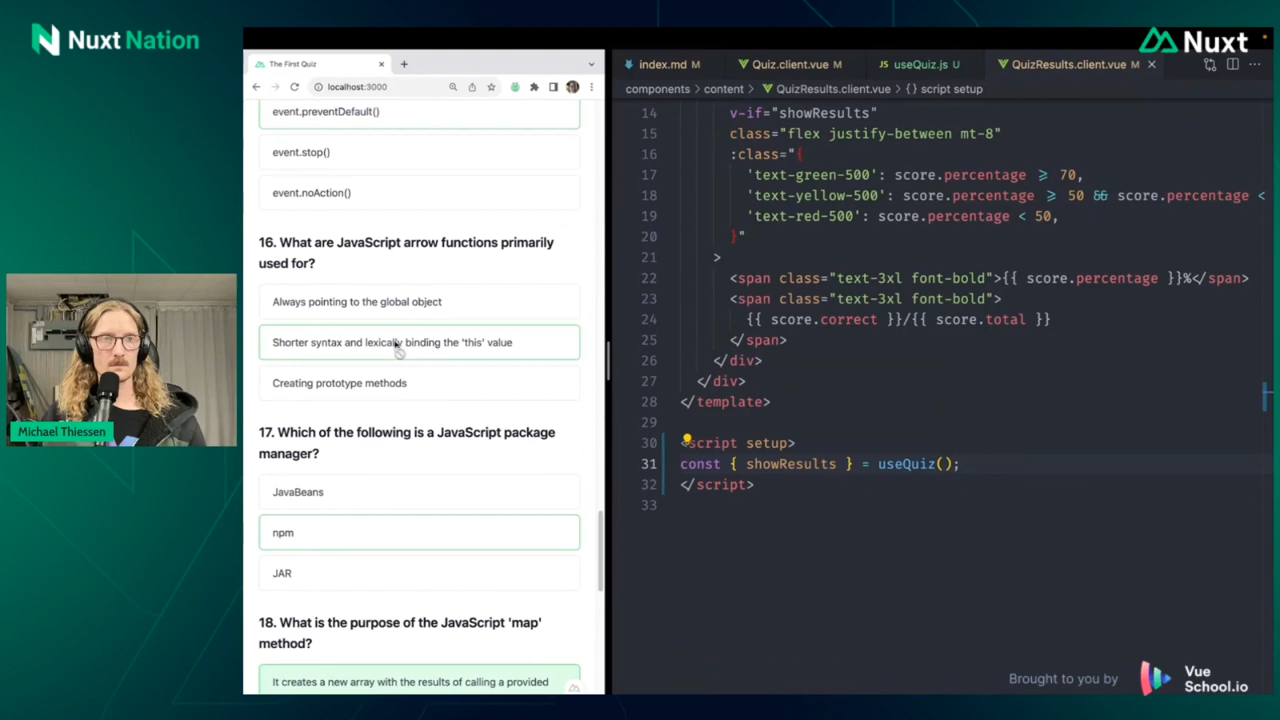 Nuxt Nation
Nuxt
The First Quiz
localhost:3000
event.preventDefault()
event.stop()
event.noAction()
16. What are JavaScript arrow functions primarily
used for?
Always pointing to the global object
Shorter syntax and lexically binding the 'this' value
Creating prototype methods
17. Which of the following is a JavaScript package
manager?
JavaBeans
npm
JAR
18. What is the purpose of the JavaScript 'map'
method?
It creates a new array with the results of calling a provided
Michael Thiessen
index.md M
Quiz.client.vue M
JS useQuiz.js U
QuizResults.client.vue M
components > content > QuizResults.client.vue > {} script setup
14 v-if="showResults"
15 class="flex justify-between mt-8"
16 :class="{
17 'text-green-500': score.percentage ≥ 70,
18 'text-yellow-500': score.percentage ≥ 50 && score.percentage <
19 'text-red-500': score.percentage < 50,
20 }"
21 >
22 <span class="text-3xl font-bold">{{ score.percentage }}%</span>
23 <span class="text-3xl font-bold">
24 {{ score.correct }}/{{ score.total }}
25 </span>
26 </div>
27 </div>
28 </template>
29
30 <script setup>
31 const { showResults } = useQuiz();
32 </script>
33
Brought to you by
Vue
School.io